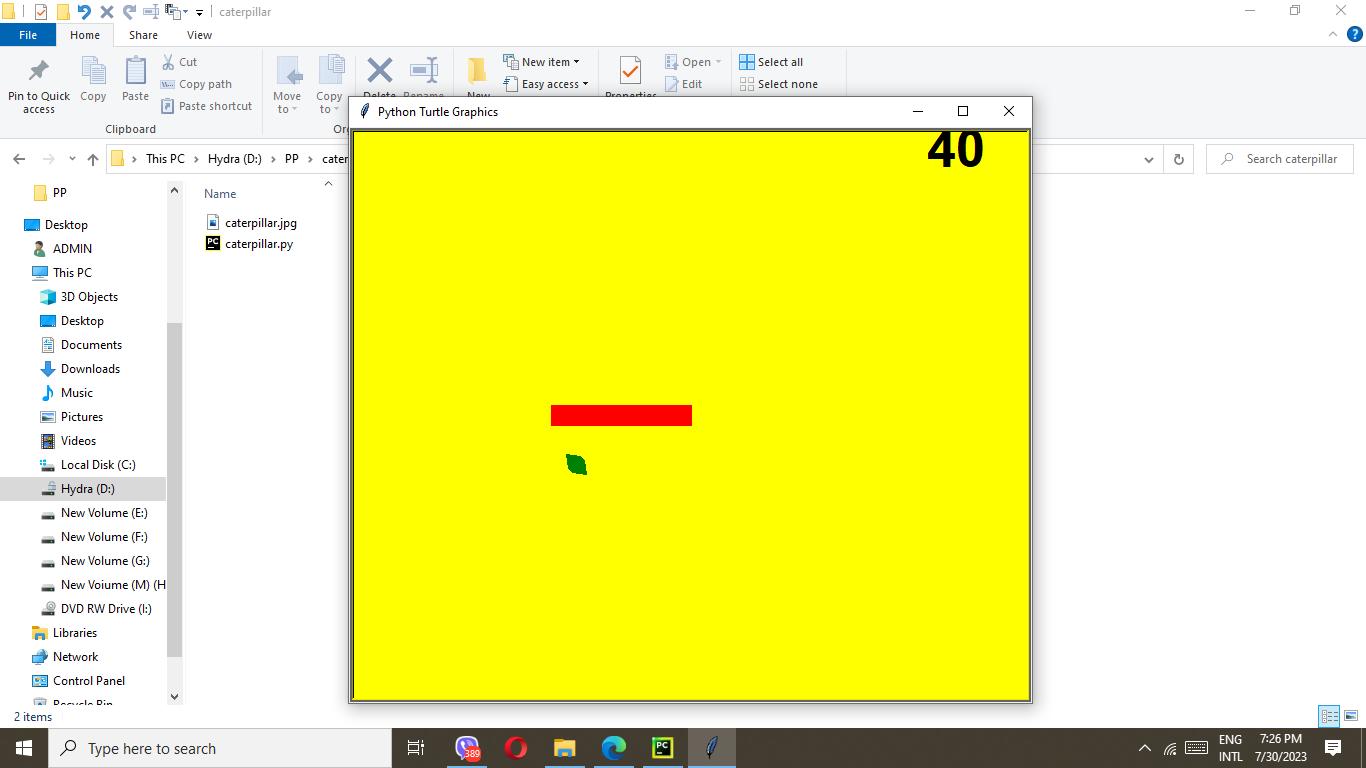 caterpillar
File Home Share View
Pin to Quick access
Copy
Paste
Cut
Copy path
Paste shortcut
Clipboard
Move to
Copy to
Delete
Rename
New
New item
Easy access
Properties
Open
Edit
Select all
Select none
Python Turtle Graphics
This PC Hydra (D:) PP cater
Search caterpillar
40
PP
Desktop
ADMIN
This PC
3D Objects
Desktop
Documents
Downloads
Music
Pictures
Videos
Local Disk (C:)
Hydra (D:)
New Volume (E:)
New Volume (F:)
New Volume (G:)
New Voiume (M) (H
DVD RW Drive (I:)
Libraries
Network
Control Panel
Recycle Bin
Name
caterpillar.jpg
PC caterpillar.py
2 items
Type here to search
389
PC
ENG
INTL
7:26 PM
7/30/2023